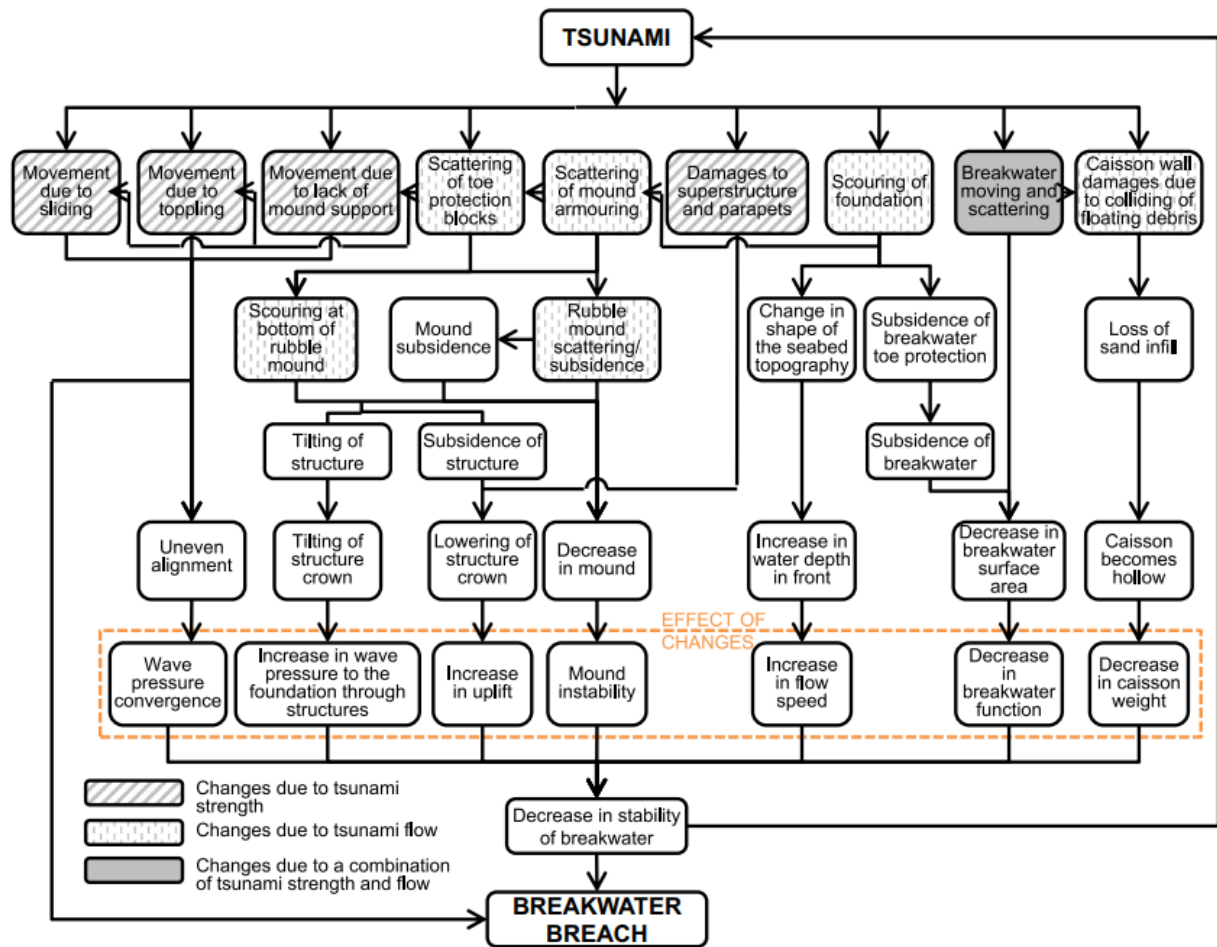 TSUNAMI
Movement
due to
sliding
Movement
due to
toppling
Movement
due to lack of
mound support
Scattering
of toe
protection
blocks
Scattering
of mound
armouring
Damages to
superstructure
and parapets
Scouring of
foundation
Breakwater
moving and
scattering
Caisson wall
damages due
to colliding of
floating debris
Scouring at
bottom of
rubble
mound
Mound
subsidence
Rubble
mound
scattering/
subsidence
Change in
shape of
the seabed
topography
Subsidence
of breakwater
toe protection
Loss of
sand infill
Tilting of
structure
Subsidence of
structure
Subsidence
of breakwater
Uneven
alignment
Tilting of
structure
crown
Lowering of
structure
crown
Decrease
in mound
Increase in
water depth
in front
Decrease in
breakwater
surface
area
Caisson
becomes
hollow
EFFECT OF
CHANGES
Wave
pressure
convergence
Increase in wave
pressure to the
foundation through
structures
Increase
in uplift
Mound
instability
Increase
in flow
speed
Decrease
in
breakwater
function
Decrease
in caisson
weight
Changes due to tsunami
strength
Changes due to tsunami flow
Changes due to a combination
of tsunami strength and flow
Decrease in stability
of breakwater
BREAKWATER
BREACH